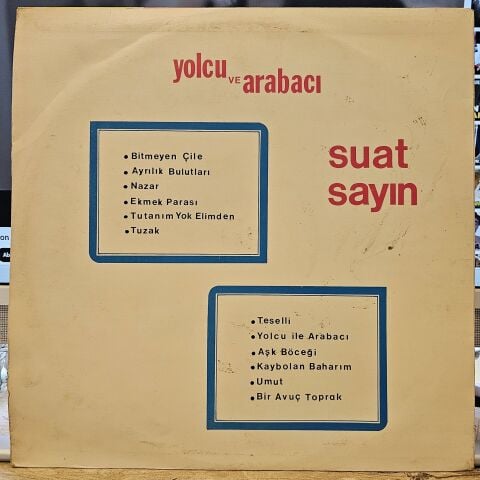 yolcu VE arabacı
suat
sayın
• Bitmeyen Çile
• Ayrılık Bulutları
• Nazar
• Ekmek Parası
• Tutanım Yok Elimden
• Tuzak
• Teselli
• Yolcu ile Arabacı
• Aşk Böceği
• Kaybolan Baharım
• Umut
• Bir Avuç Toprak